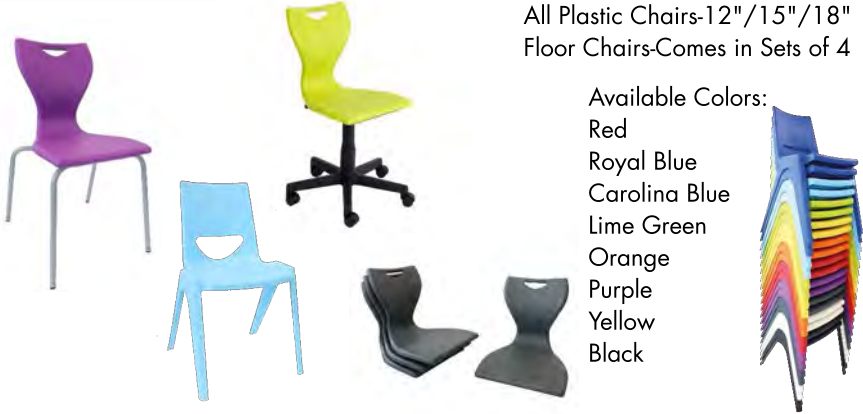 All Plastic Chairs-12"/15"/18"
Floor Chairs-Comes in Sets of 4
Available Colors:
Red
Royal Blue
Carolina Blue
Lime Green
Orange
Purple
Yellow
Black